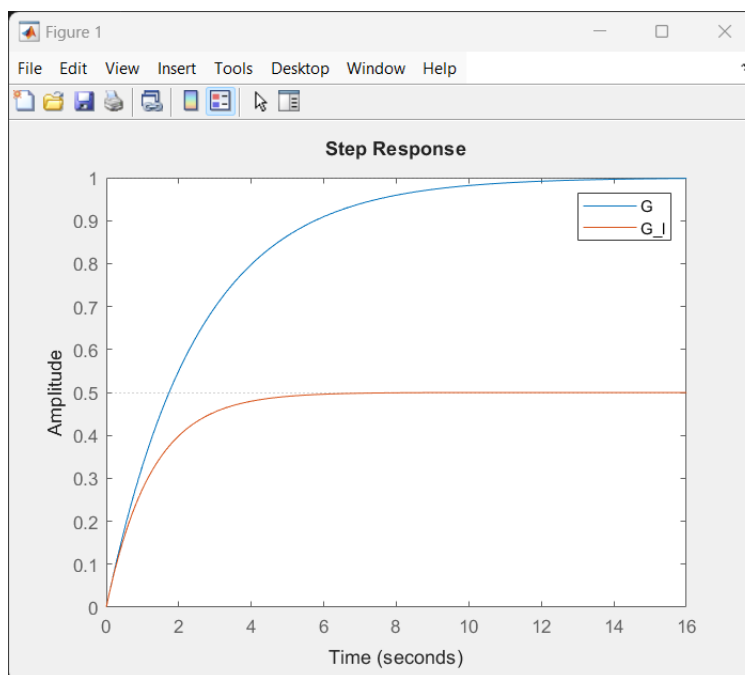 Figure 1
File Edit View Insert Tools Desktop Window Help
Step Response
G
G_I
1
0.9
0.8
0.7
0.6
0.5
0.4
0.3
0.2
0.1
0
Amplitude
0 2 4 6 8 10 12 14 16
Time (seconds)